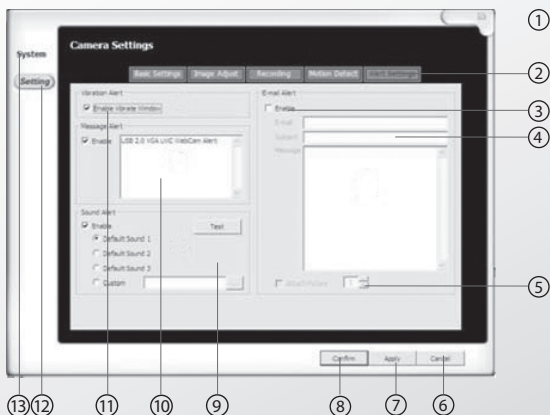 Camera Settings
System
Setting
Basic Settings
Image Adjust
Recording
Motion Detect
Vibration Alert
Enable Vibrate Window
Message Alert
Enable
USB 2.0 VGA UVC WebCam Alert
Sound Alert
Enable
Test
Default Sound 1
Default Sound 2
Default Sound 3
Custom
E-mail Alert
Enable
E-mail
Subject
Message
Attach Picture
Confirm
Apply
Cancel
1
2
3
4
5
6
7
8
9
10
11
12
13